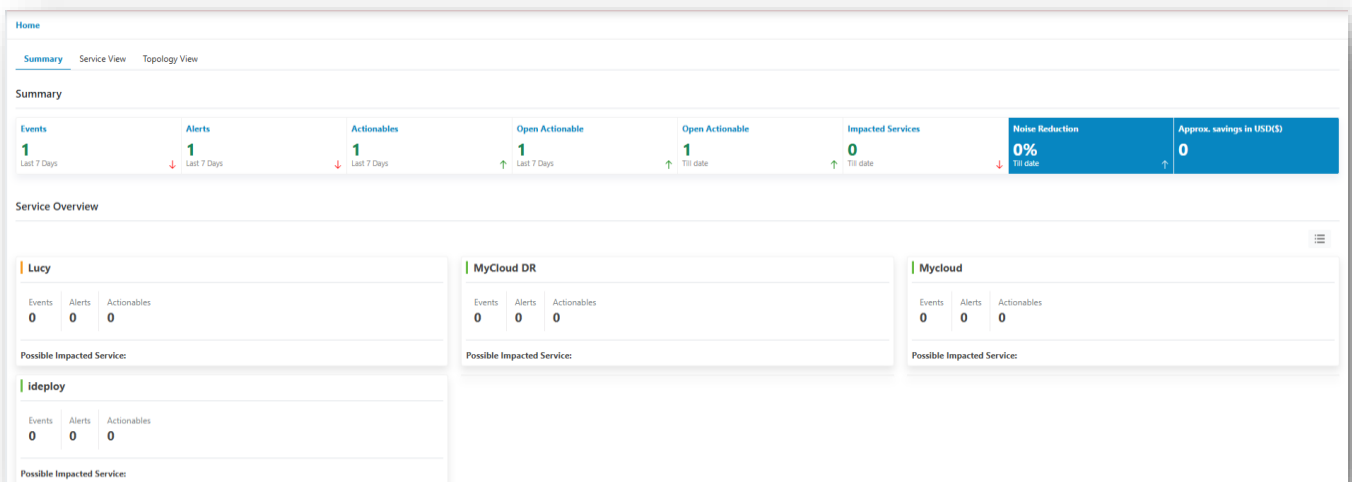 Home
Summary Service View Topology View
Summary
Events Alerts Actionables Open Actionable Open Actionable Impacted Services Noise Reduction Approx. savings in USD($)
1 1 1 1 1 0 0% 0
Last 7 Days Last 7 Days Last 7 Days Last 7 Days Till date Till date Till date
Service Overview
Lucy MyCloud DR Mycloud
Events Alerts Actionables Events Alerts Actionables Events Alerts Actionables
0 0 0 0 0 0 0 0 0
Possible Impacted Service: Possible Impacted Service: Possible Impacted Service:
ideploy
Events Alerts Actionables
0 0 0
Possible Impacted Service: